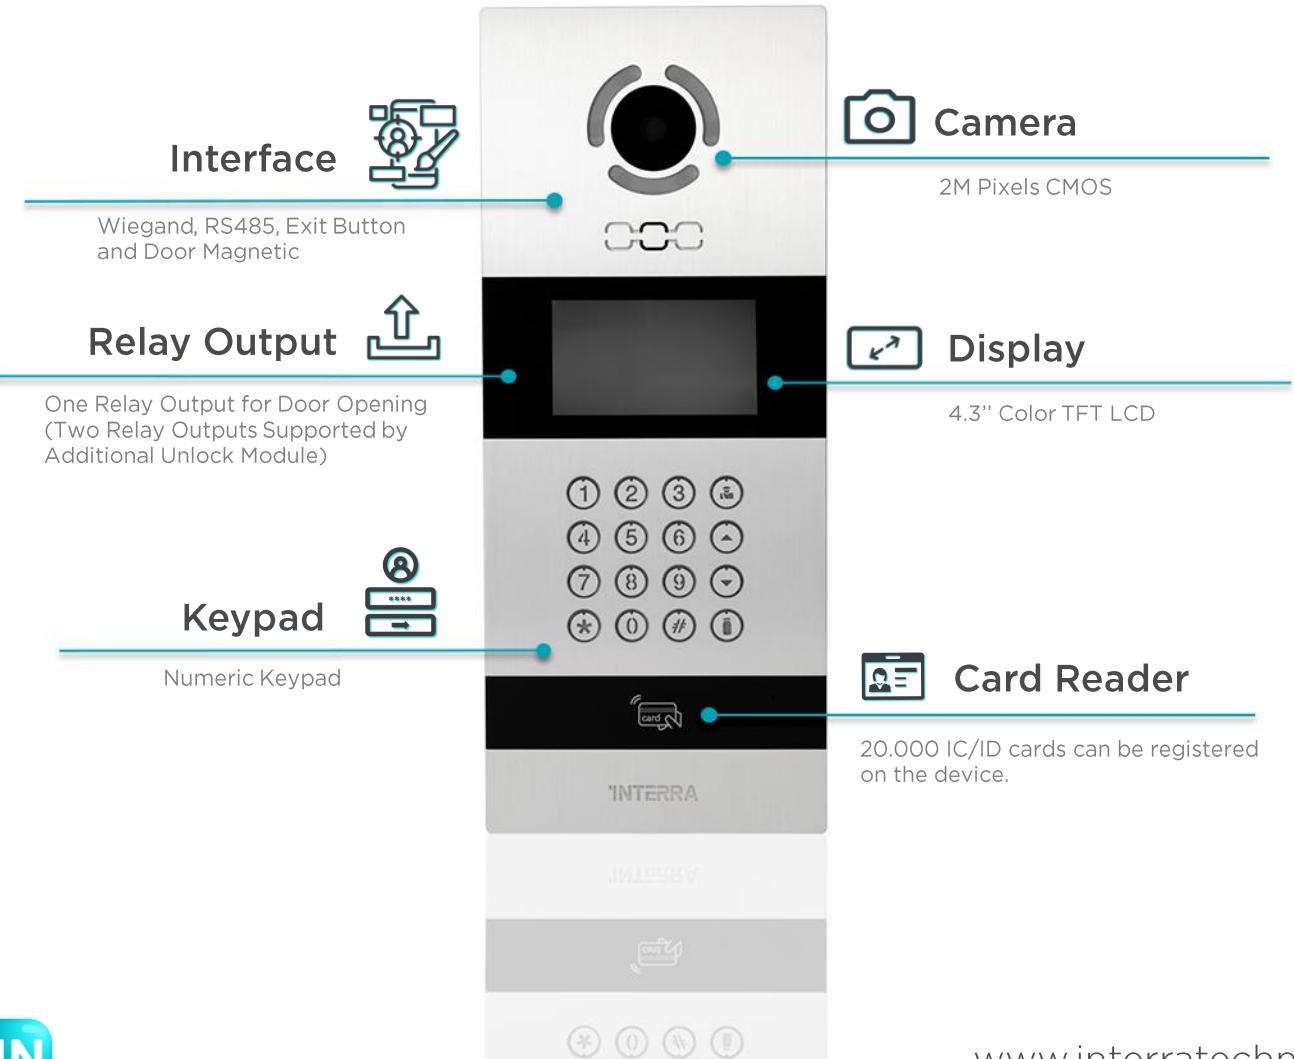 Interface
Wiegand, RS485, Exit Button
and Door Magnetic
Camera
2M Pixels CMOS
Relay Output
One Relay Output for Door Opening
(Two Relay Outputs Supported by
Additional Unlock Module)
Display
4.3’’ Color TFT LCD
1 2 3
4 5 6
7 8 9
* 0 #
Keypad
****
Numeric Keypad
card
Card Reader
20.000 IC/ID cards can be registered
on the device.
INTERRA
IN